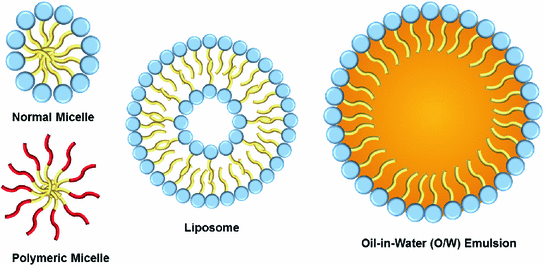 Normal Micelle
Polymeric Micelle
Liposome
Oil-in-Water (O/W) Emulsion